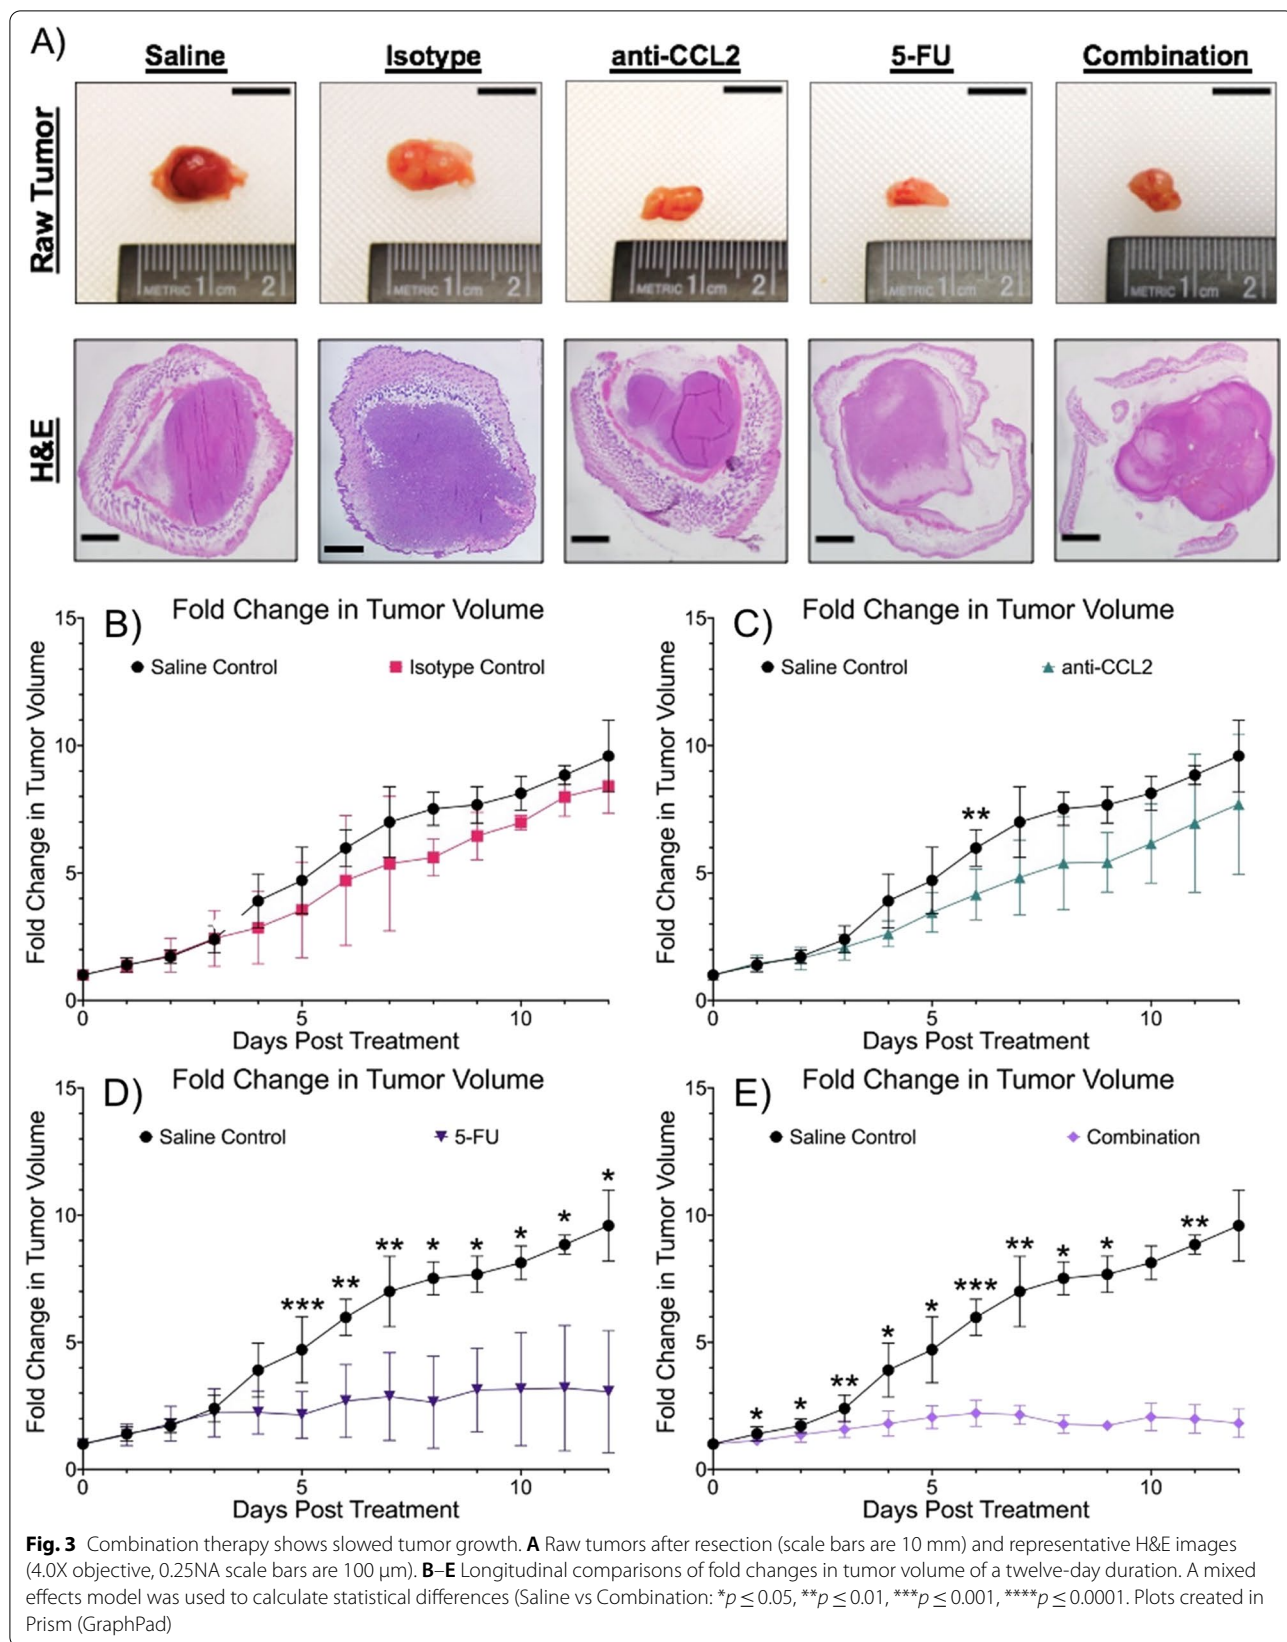 A)
Saline Isotype anti-CCL2 5-FU Combination
Raw Tumor
METRIC 1 cm 2
METRIC 1 cm 2
METRIC 1 cm 2
METRIC 1 cm 2
METRIC 1 cm 2
H&E
B) Fold Change in Tumor Volume
Saline Control Isotype Control
Fold Change in Tumor Volume
15
10
5
0
0 5 10
Days Post Treatment
C) Fold Change in Tumor Volume
Saline Control anti-CCL2
Fold Change in Tumor Volume
15
10
5
0
**
0 5 10
Days Post Treatment
D) Fold Change in Tumor Volume
Saline Control 5-FU
Fold Change in Tumor Volume
15
10
5
0
*** ** ** * * * * *
0 5 10
Days Post Treatment
E) Fold Change in Tumor Volume
Saline Control Combination
Fold Change in Tumor Volume
15
10
5
0
* * ** * * *** ** * * **
0 5 10
Days Post Treatment
Fig. 3 Combination therapy shows slowed tumor growth. A Raw tumors after resection (scale bars are 10 mm) and representative H&E images
(4.0X objective, 0.25NA scale bars are 100 µm). B–E Longitudinal comparisons of fold changes in tumor volume of a twelve-day duration. A mixed
effects model was used to calculate statistical differences (Saline vs Combination: *p ≤ 0.05, **p ≤ 0.01, ***p ≤ 0.001, ****p ≤ 0.0001. Plots created in
Prism (GraphPad)